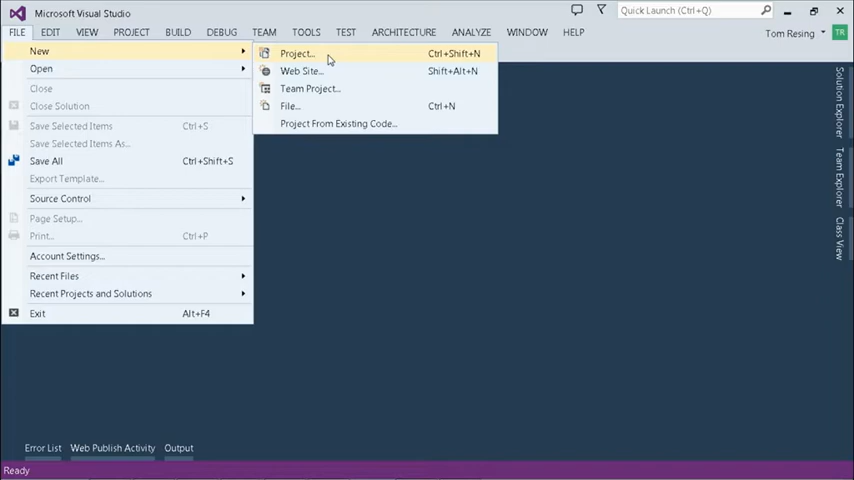 Microsoft Visual Studio
Quick Launch (Ctrl+Q)
FILE EDIT VIEW PROJECT BUILD DEBUG TEAM TOOLS TEST ARCHITECTURE ANALYZE WINDOW HELP Tom Resing TR
New
Open
Close
Close Solution
Save Selected Items Ctrl+S
Save Selected Items As...
Save All Ctrl+Shift+S
Export Template...
Source Control
Page Setup...
Print... Ctrl+P
Account Settings...
Recent Files
Recent Projects and Solutions
Exit Alt+F4
Project... Ctrl+Shift+N
Web Site... Shift+Alt+N
Team Project...
File... Ctrl+N
Project From Existing Code...
Solution Explorer
Team Explorer
Class View
Error List Web Publish Activity Output
Ready